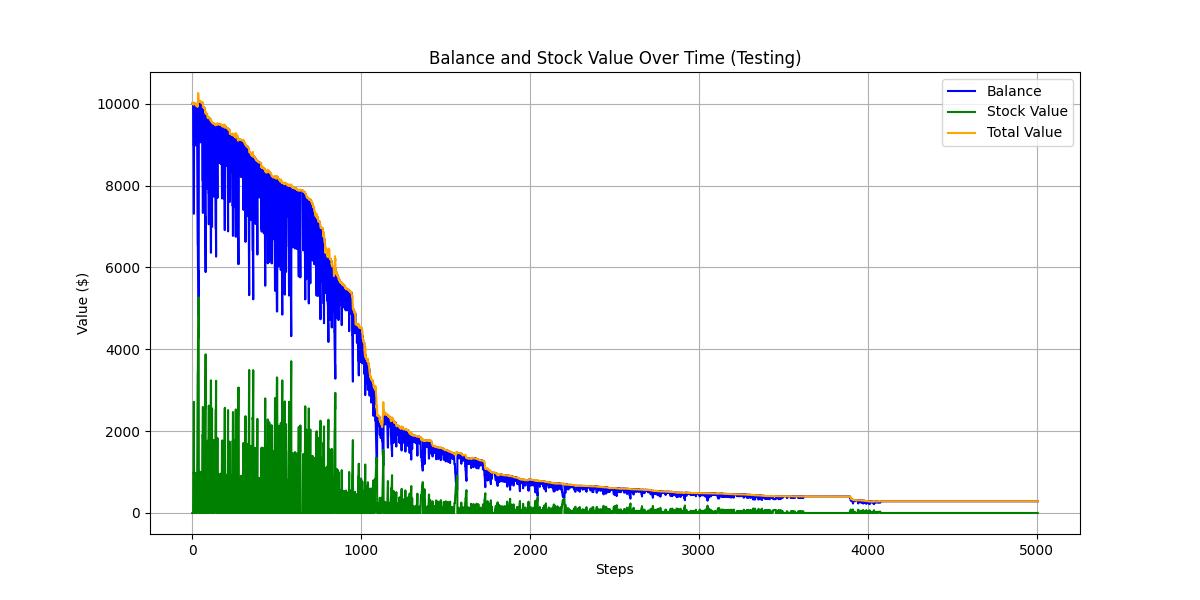 Balance and Stock Value Over Time (Testing)
Balance
Stock Value
Total Value
10000
8000
6000
4000
2000
0
Value ($)
0 1000 2000 3000 4000 5000
Steps